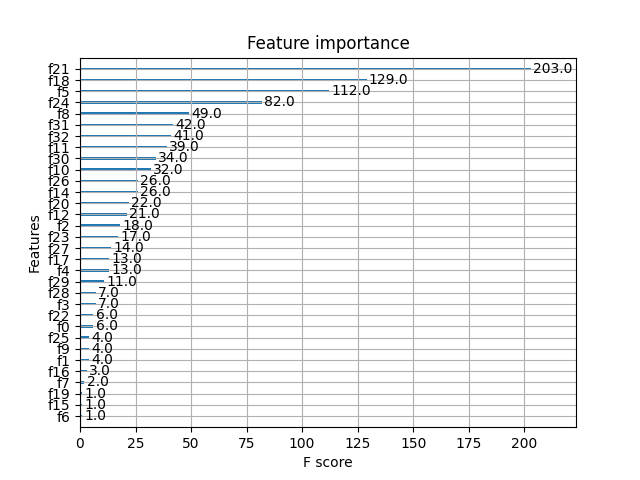 Feature importance
f21 203.0
f18 129.0
f5 112.0
f24 82.0
f8 49.0
f31 42.0
f32 41.0
f11 39.0
f30 34.0
f10 32.0
f26 26.0
f14 26.0
f20 22.0
f12 21.0
f2 18.0
f23 17.0
f27 14.0
f17 13.0
f4 13.0
f29 11.0
f28 7.0
f3 7.0
f22 6.0
f0 6.0
f25 4.0
f9 4.0
f1 4.0
f16 3.0
f7 2.0
f19 1.0
f15 1.0
f6 1.0
Features
0 25 50 75 100 125 150 175 200
F score